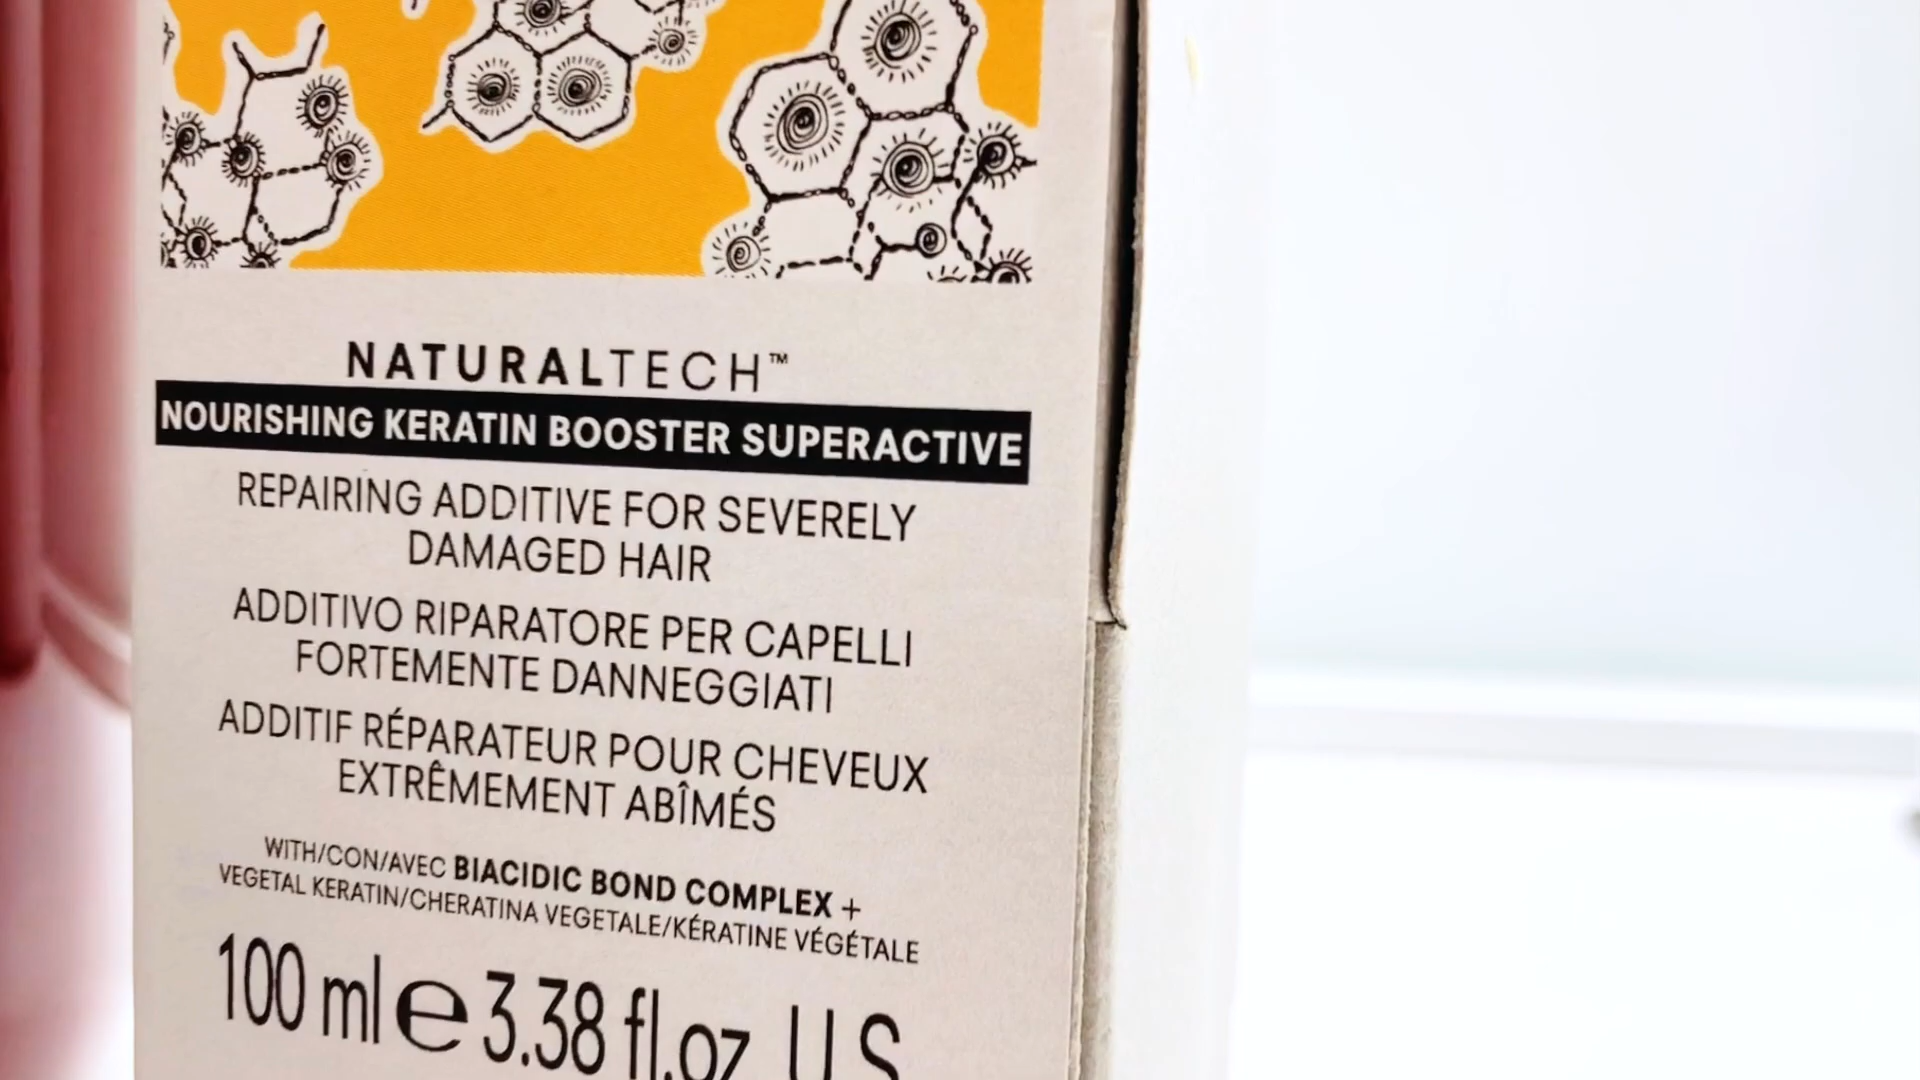 NATURALTECH™
NOURISHING KERATIN BOOSTER SUPERACTIVE
REPAIRING ADDITIVE FOR SEVERELY
DAMAGED HAIR
ADDITIVO RIPARATORE PER CAPELLI
FORTEMENTE DANNEGGIATI
ADDITIF RÉPARATEUR POUR CHEVEUX
EXTRÊMEMENT ABÎMÉS
WITH/CON/AVEC BIACIDIC BOND COMPLEX +
VEGETAL KERATIN/CHERATINA VEGETALE/KÉRATINE VÉGÉTALE
100 ml e 3.38 fl.oz U S